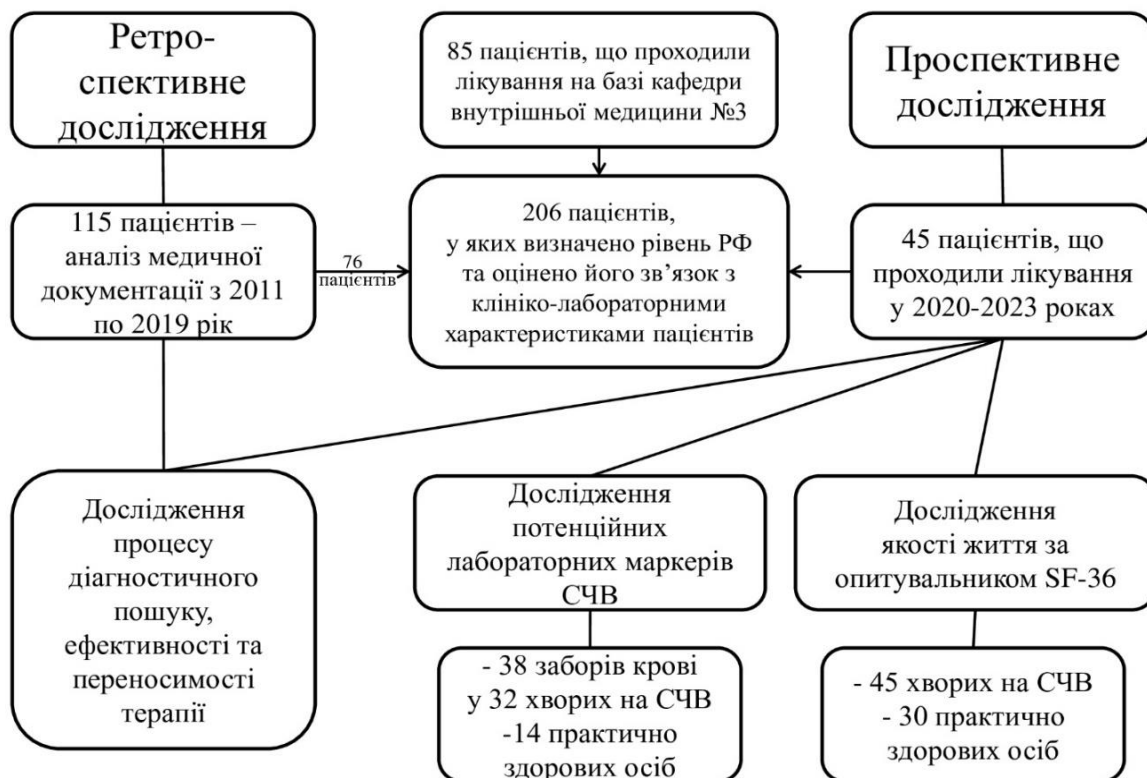 Ретро-
спективне
дослідження
85 пацієнтів, що проходили
лікування на базі кафедри
внутрішньої медицини №3
Проспективне
дослідження
115 пацієнтів –
аналіз медичної
документації з 2011
по 2019 рік
76
пацієнтів
206 пацієнтів,
у яких визначено рівень РФ
та оцінено його зв’язок з
клініко-лабораторними
характеристиками пацієнтів
45 пацієнтів, що
проходили лікування
у 2020-2023 роках
Дослідження
процесу
діагностичного
пошуку,
ефективності та
переносимості
терапії
Дослідження
потенційних
лабораторних маркерів
СЧВ
Дослідження
якості життя за
опитувальником SF-36
- 38 заборів крові
у 32 хворих на СЧВ
-14 практично
здорових осіб
- 45 хворих на СЧВ
- 30 практично
здорових осіб